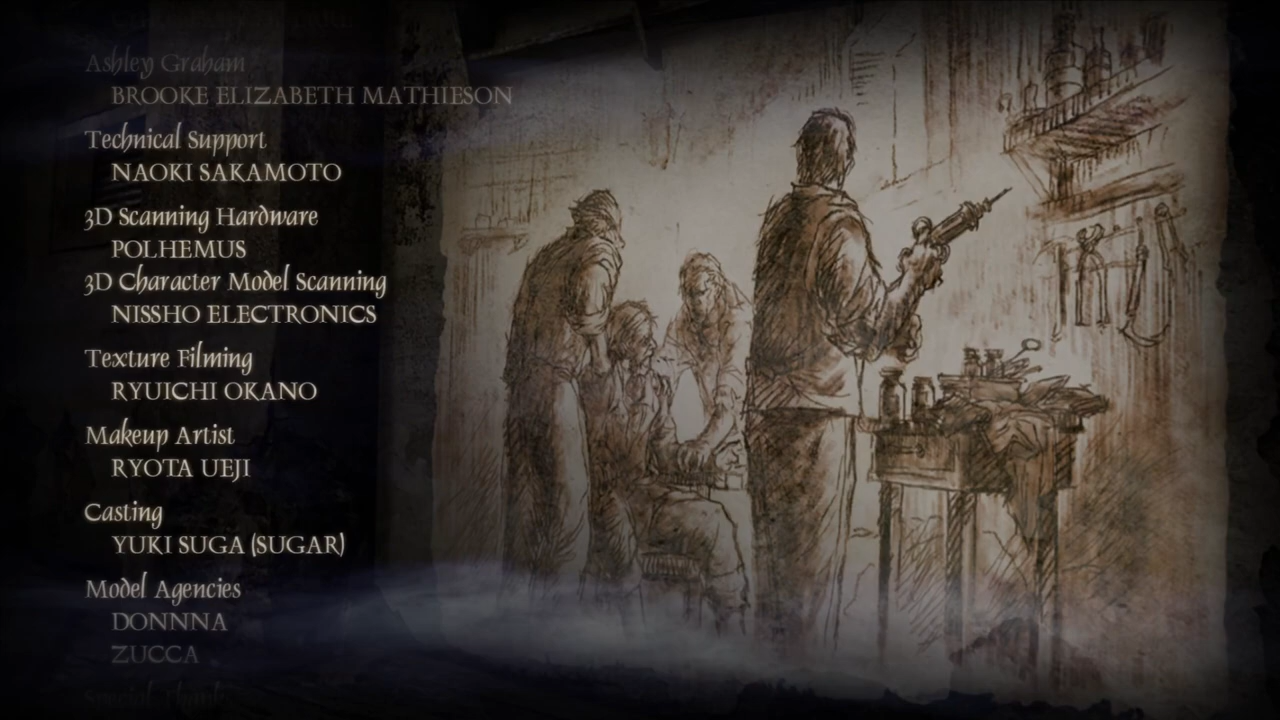 Ashley Graham
BROOKE ELIZABETH MATHIESON
Technical Support
NAOKI SAKAMOTO
3D Scanning Hardware
POLHEMUS
3D Character Model Scanning
NISSHO ELECTRONICS
Texture Filming
RYUICHI OKANO
Makeup Artist
RYOTA UEJI
Casting
YUKI SUGA (SUGAR)
Model Agencies
DONNNA
ZUCCA
Special